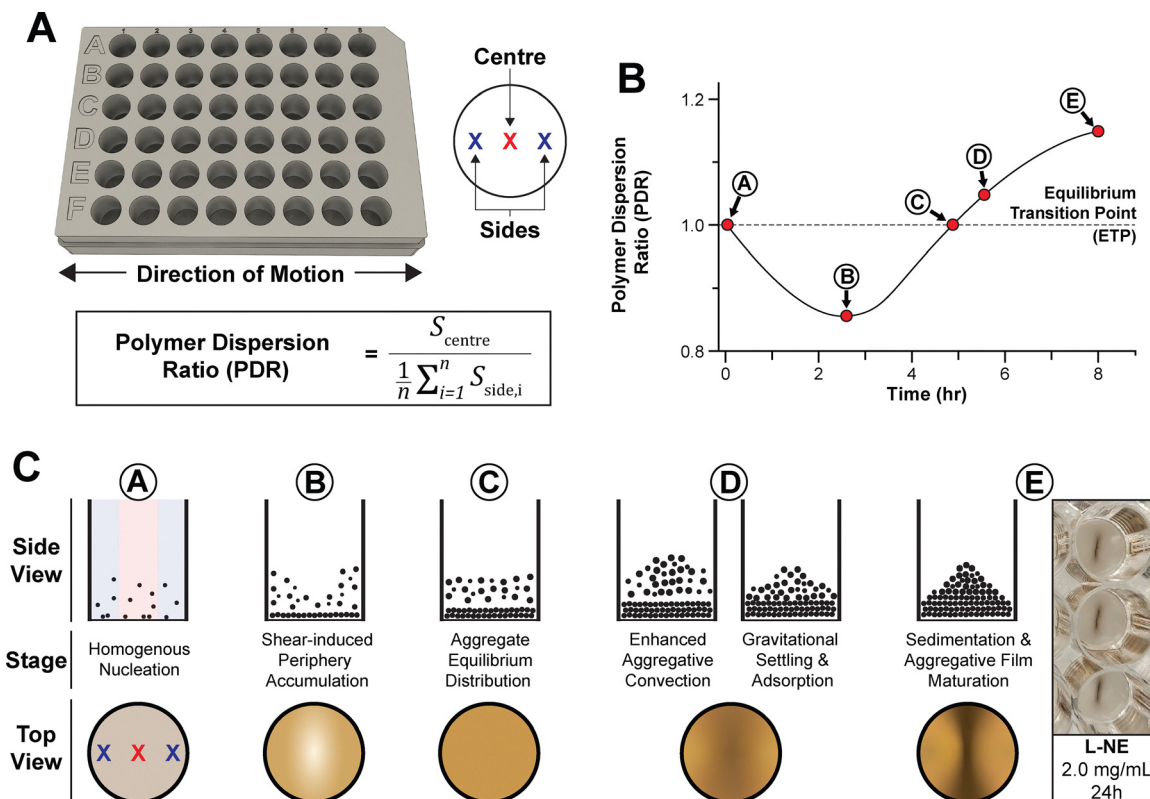 A
1 2 3 4 5 6 7 8
A
B
C
D
E
F
Centre
X X X
Sides
Direction of Motion
Polymer Dispersion
Ratio (PDR)
=
S centre
1/n ∑ n i=1 S side,i
B
Polymer Dispersion
Ratio (PDR)
1.2
1.0
0.8
0 2 4 6 8
Time (hr)
A
B
C
D
E
Equilibrium
Transition Point
(ETP)
C
A B C D E
Side
View
Stage
Homogenous
Nucleation
Shear-induced
Periphery
Accumulation
Aggregate
Equilibrium
Distribution
Enhanced
Aggregative
Convection
Gravitational
Settling &
Adsorption
Sedimentation &
Aggregative Film
Maturation
Top
View
X X X
L-NE
2.0 mg/mL
24h